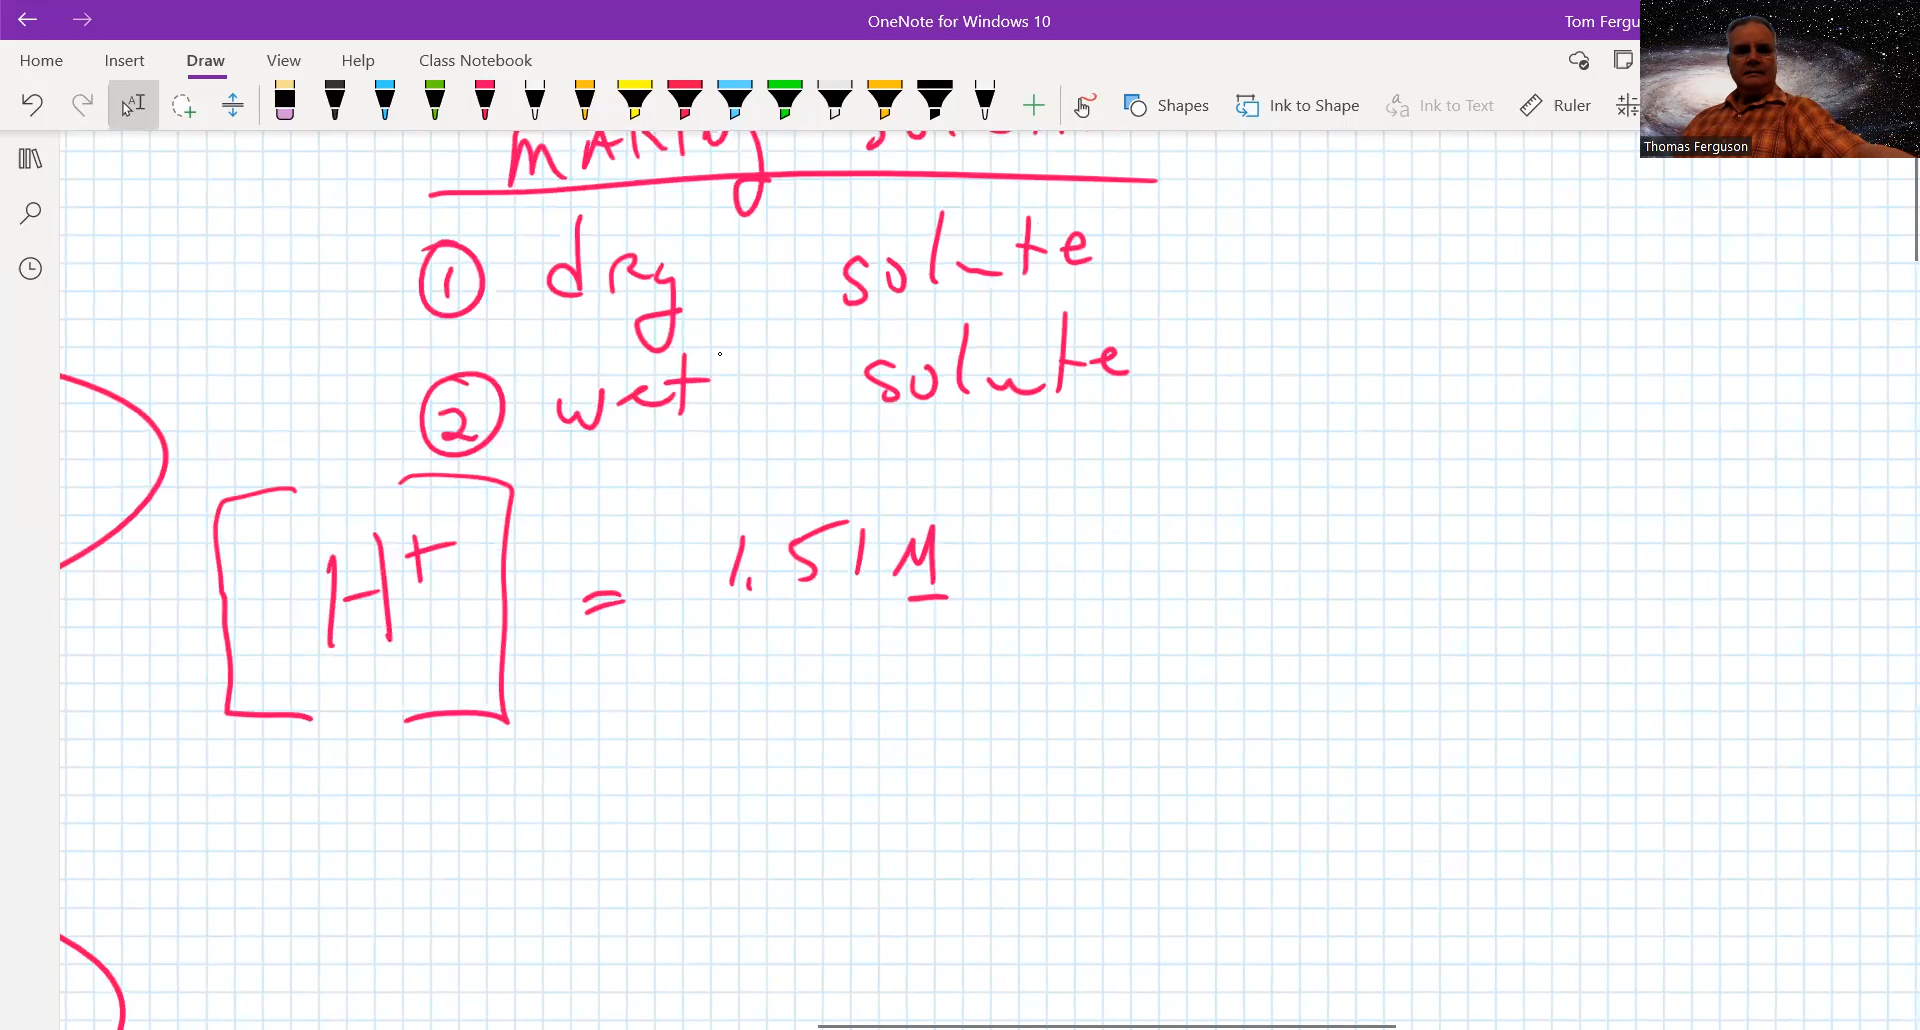 OneNote for Windows 10
Tom Fergu
Home Insert Draw View Help Class Notebook
Shapes Ink to Shape Ink to Text Ruler
Thomas Ferguson
① dry solute
② wet solute
[H+] = 1.51 M